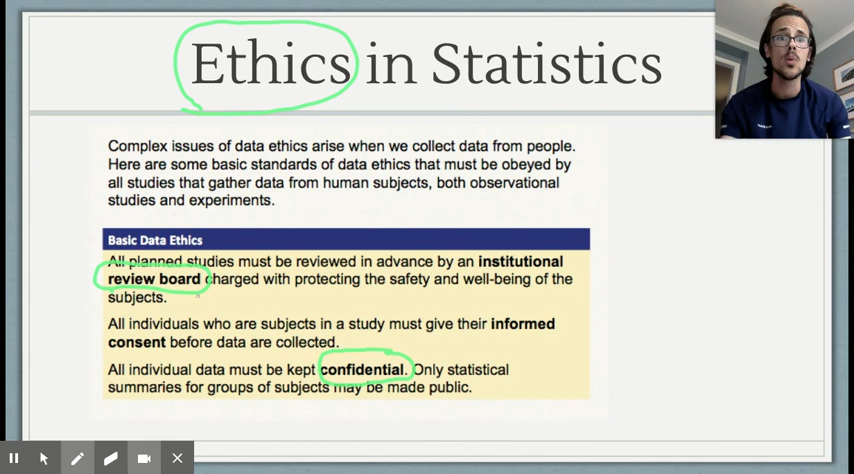 Ethics in Statistics
Complex issues of data ethics arise when we collect data from people.
Here are some basic standards of data ethics that must be obeyed by
all studies that gather data from human subjects, both observational
studies and experiments.
Basic Data Ethics
All planned studies must be reviewed in advance by an institutional
review board charged with protecting the safety and well-being of the
subjects.
All individuals who are subjects in a study must give their informed
consent before data are collected.
All individual data must be kept confidential. Only statistical
summaries for groups of subjects may be made public.